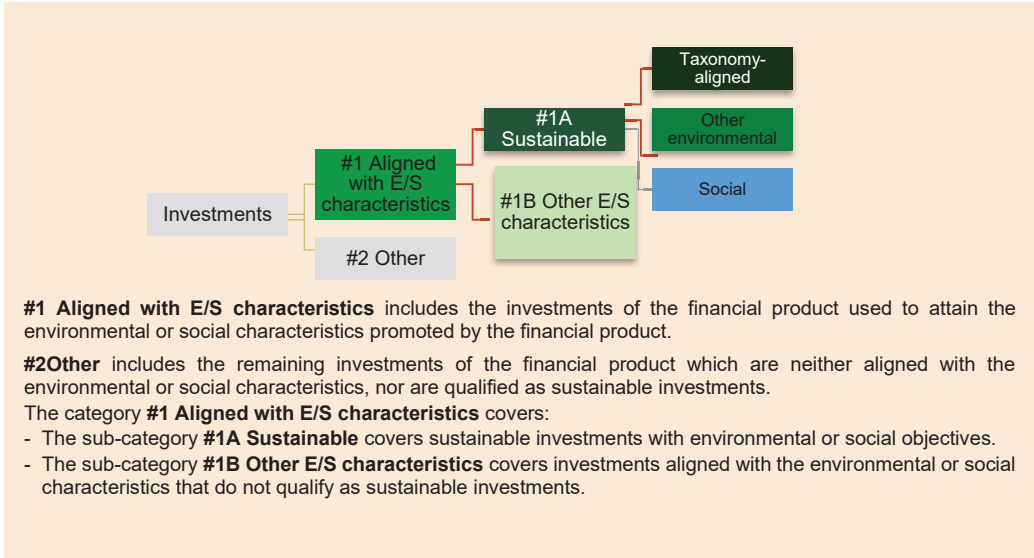 Taxonomy-
aligned
#1A
Sustainable
Other
environmental
#1 Aligned
with E/S
characteristics
Social
#1B Other E/S
characteristics
Investments
#2 Other
#1 Aligned with E/S characteristics includes the investments of the financial product used to attain the
environmental or social characteristics promoted by the financial product.
#2Other includes the remaining investments of the financial product which are neither aligned with the
environmental or social characteristics, nor are qualified as sustainable investments.
The category #1 Aligned with E/S characteristics covers:
- The sub-category #1A Sustainable covers sustainable investments with environmental or social objectives.
- The sub-category #1B Other E/S characteristics covers investments aligned with the environmental or social
characteristics that do not qualify as sustainable investments.